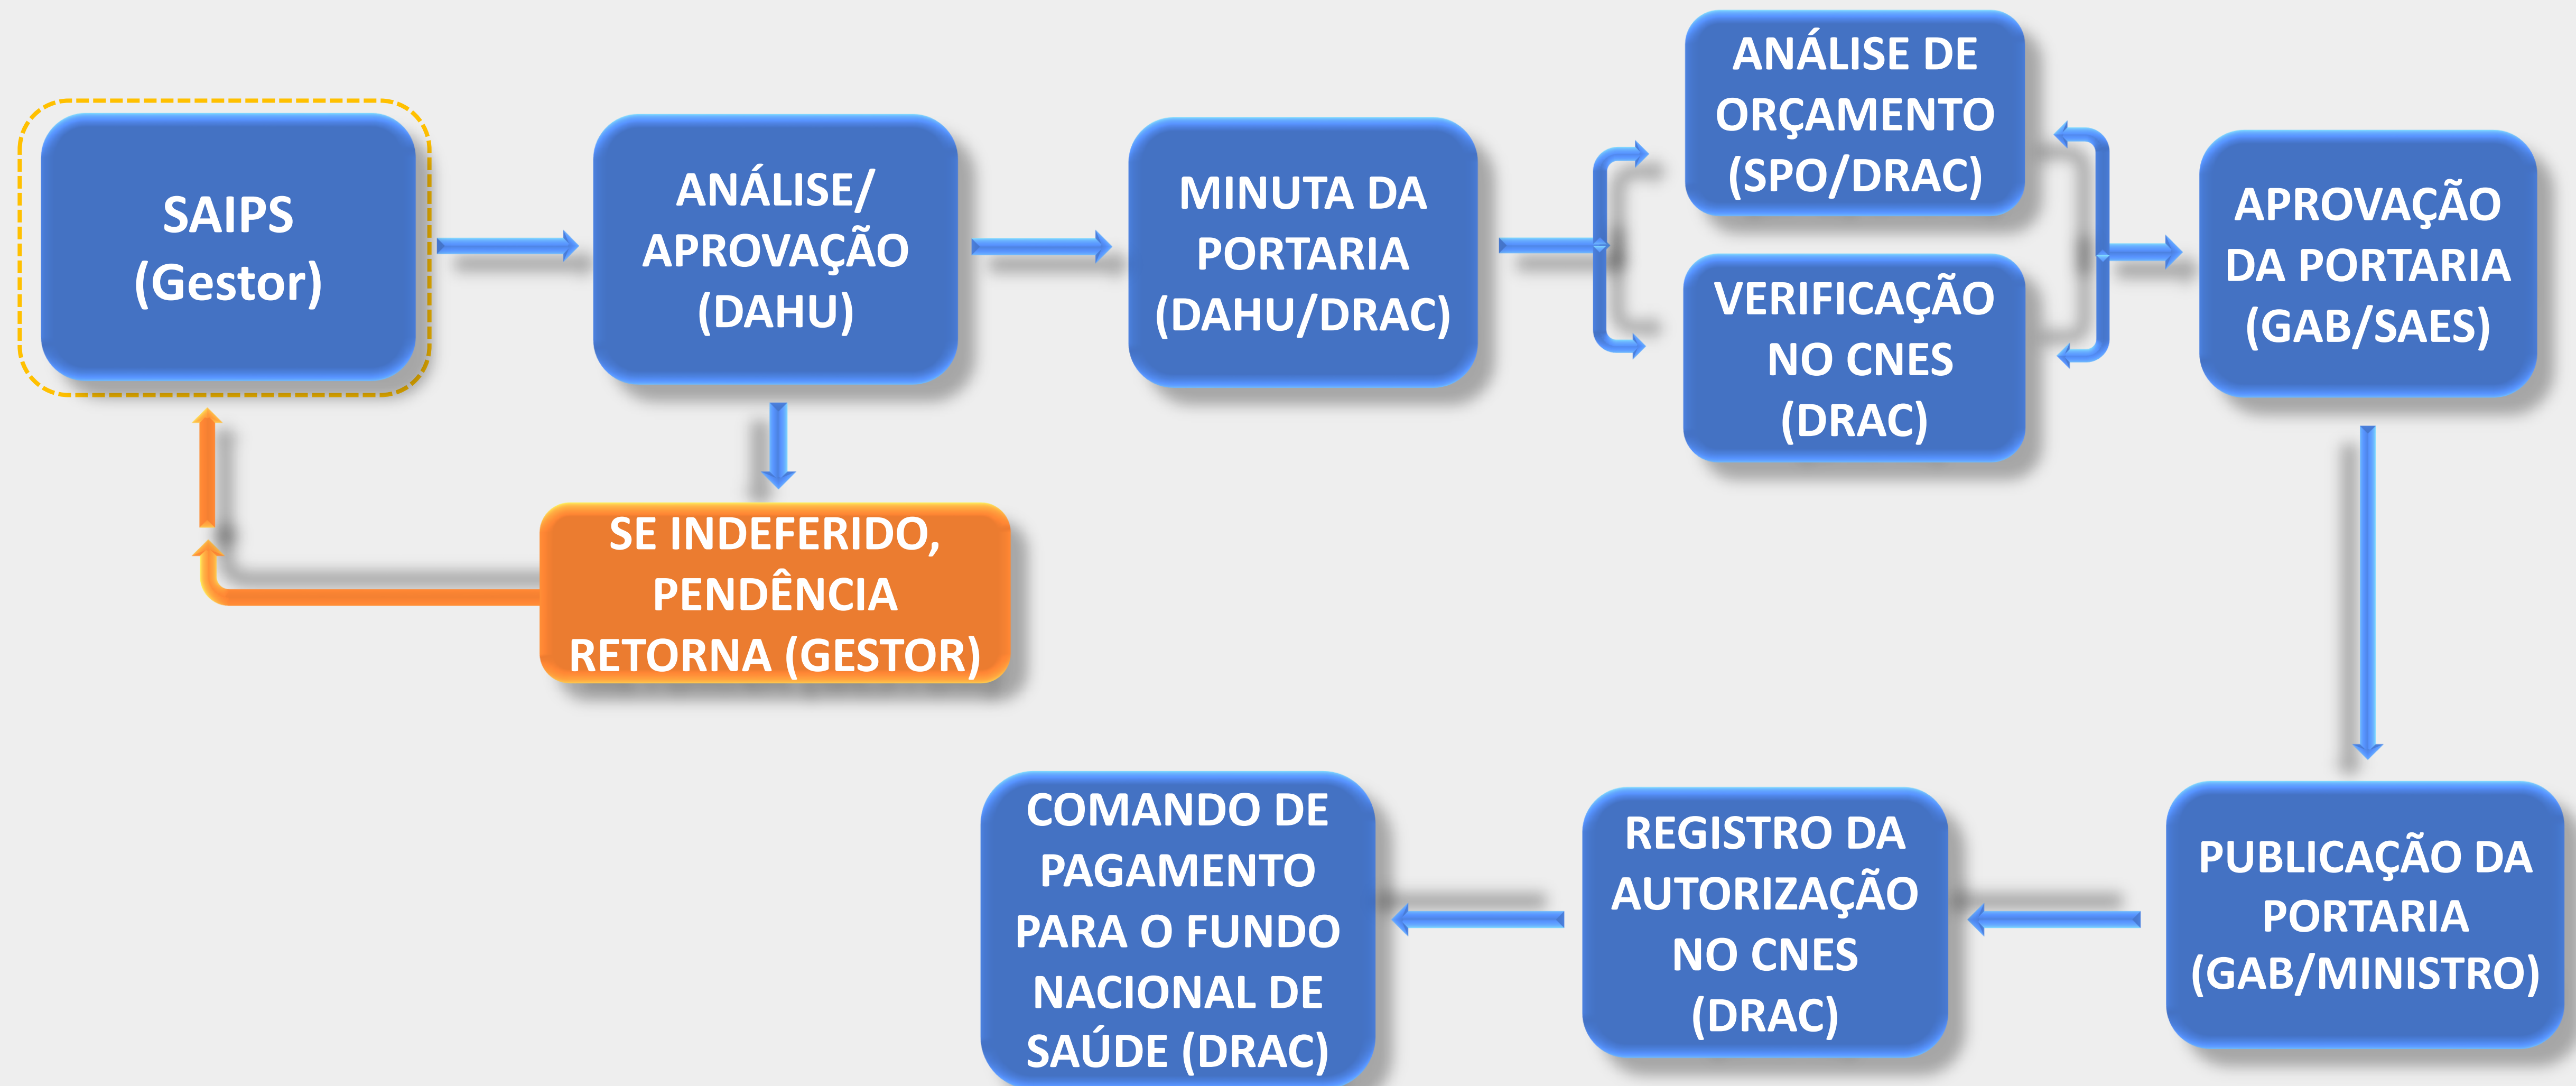 SAIPS
(Gestor)
ANÁLISE/
APROVAÇÃO
(DAHU)
MINUTA DA
PORTARIA
(DAHU/DRAC)
ANÁLISE DE
ORÇAMENTO
(SPO/DRAC)
VERIFICAÇÃO
NO CNES
(DRAC)
APROVAÇÃO
DA PORTARIA
(GAB/SAES)
SE INDEFERIDO,
PENDÊNCIA
RETORNA (GESTOR)
COMANDO DE
PAGAMENTO
PARA O FUNDO
NACIONAL DE
SAÚDE (DRAC)
REGISTRO DA
AUTORIZAÇÃO
NO CNES
(DRAC)
PUBLICAÇÃO DA
PORTARIA
(GAB/MINISTRO)